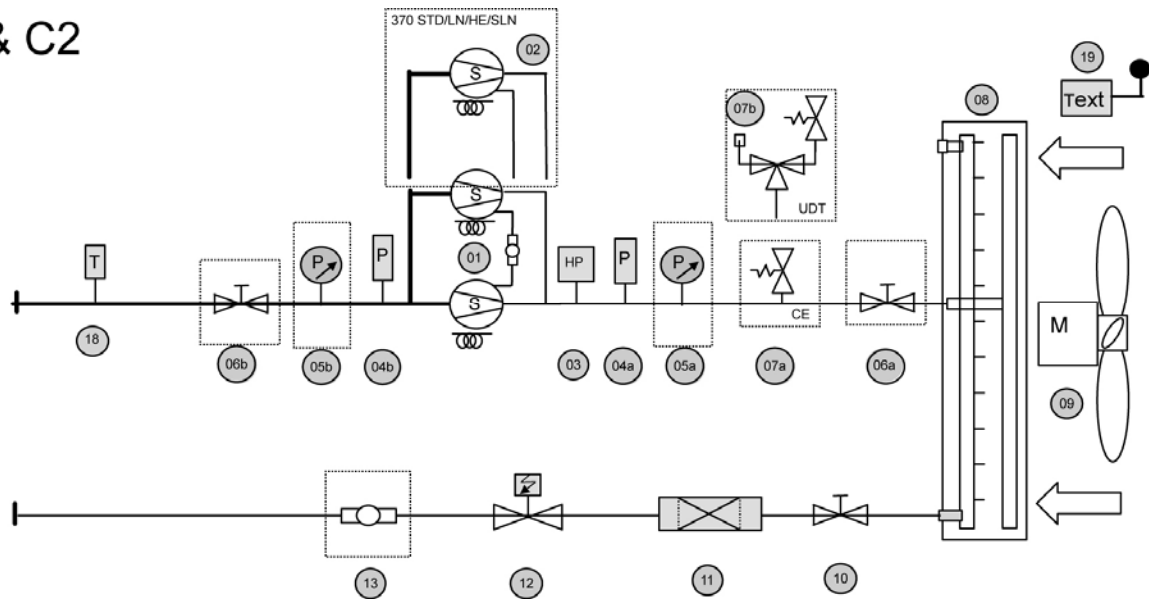 & C2
370 STD/LN/HE/SLN
02
S
19
Text
08
07b
UDT
S
01
T
P
P
HP
P
P
S
CE
M
18
06b
05b
04b
03
04a
05a
07a
06a
09
13
12
11
10